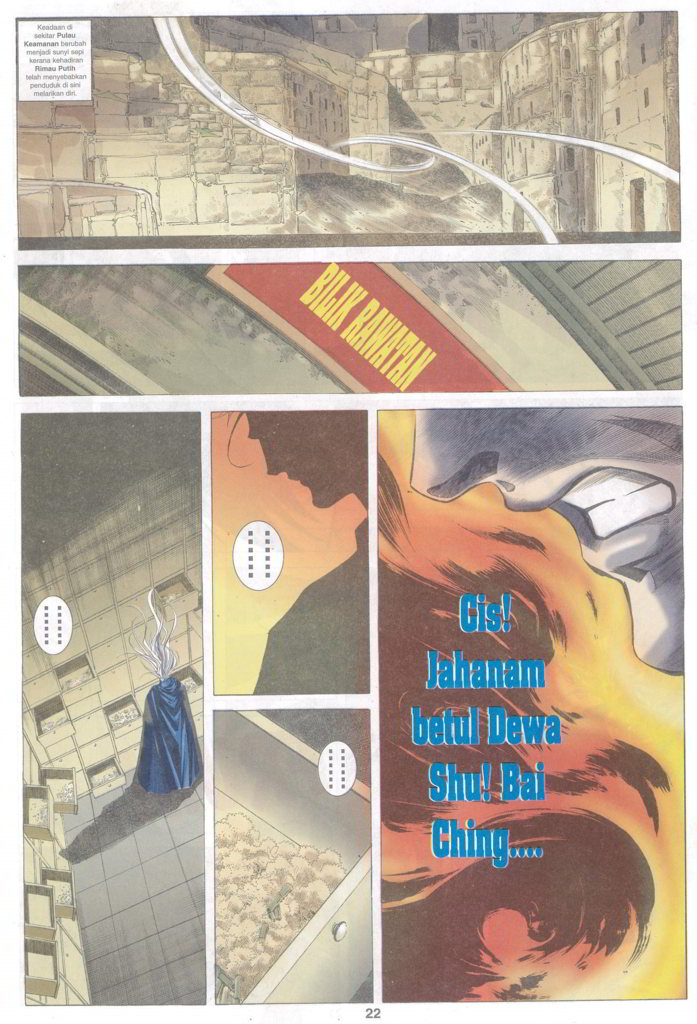 Keadaan di
sekitar Pulau
Keamanan berubah
menjadi sunyi sepi
kerana kehadiran
Rimau Putih
telah menyebabkan
penduduk di sini
melarikan diri.
BILIK RAWATAN
Cis!
Jahanam
betul Dewa
Shu! Bai
Ching....
22